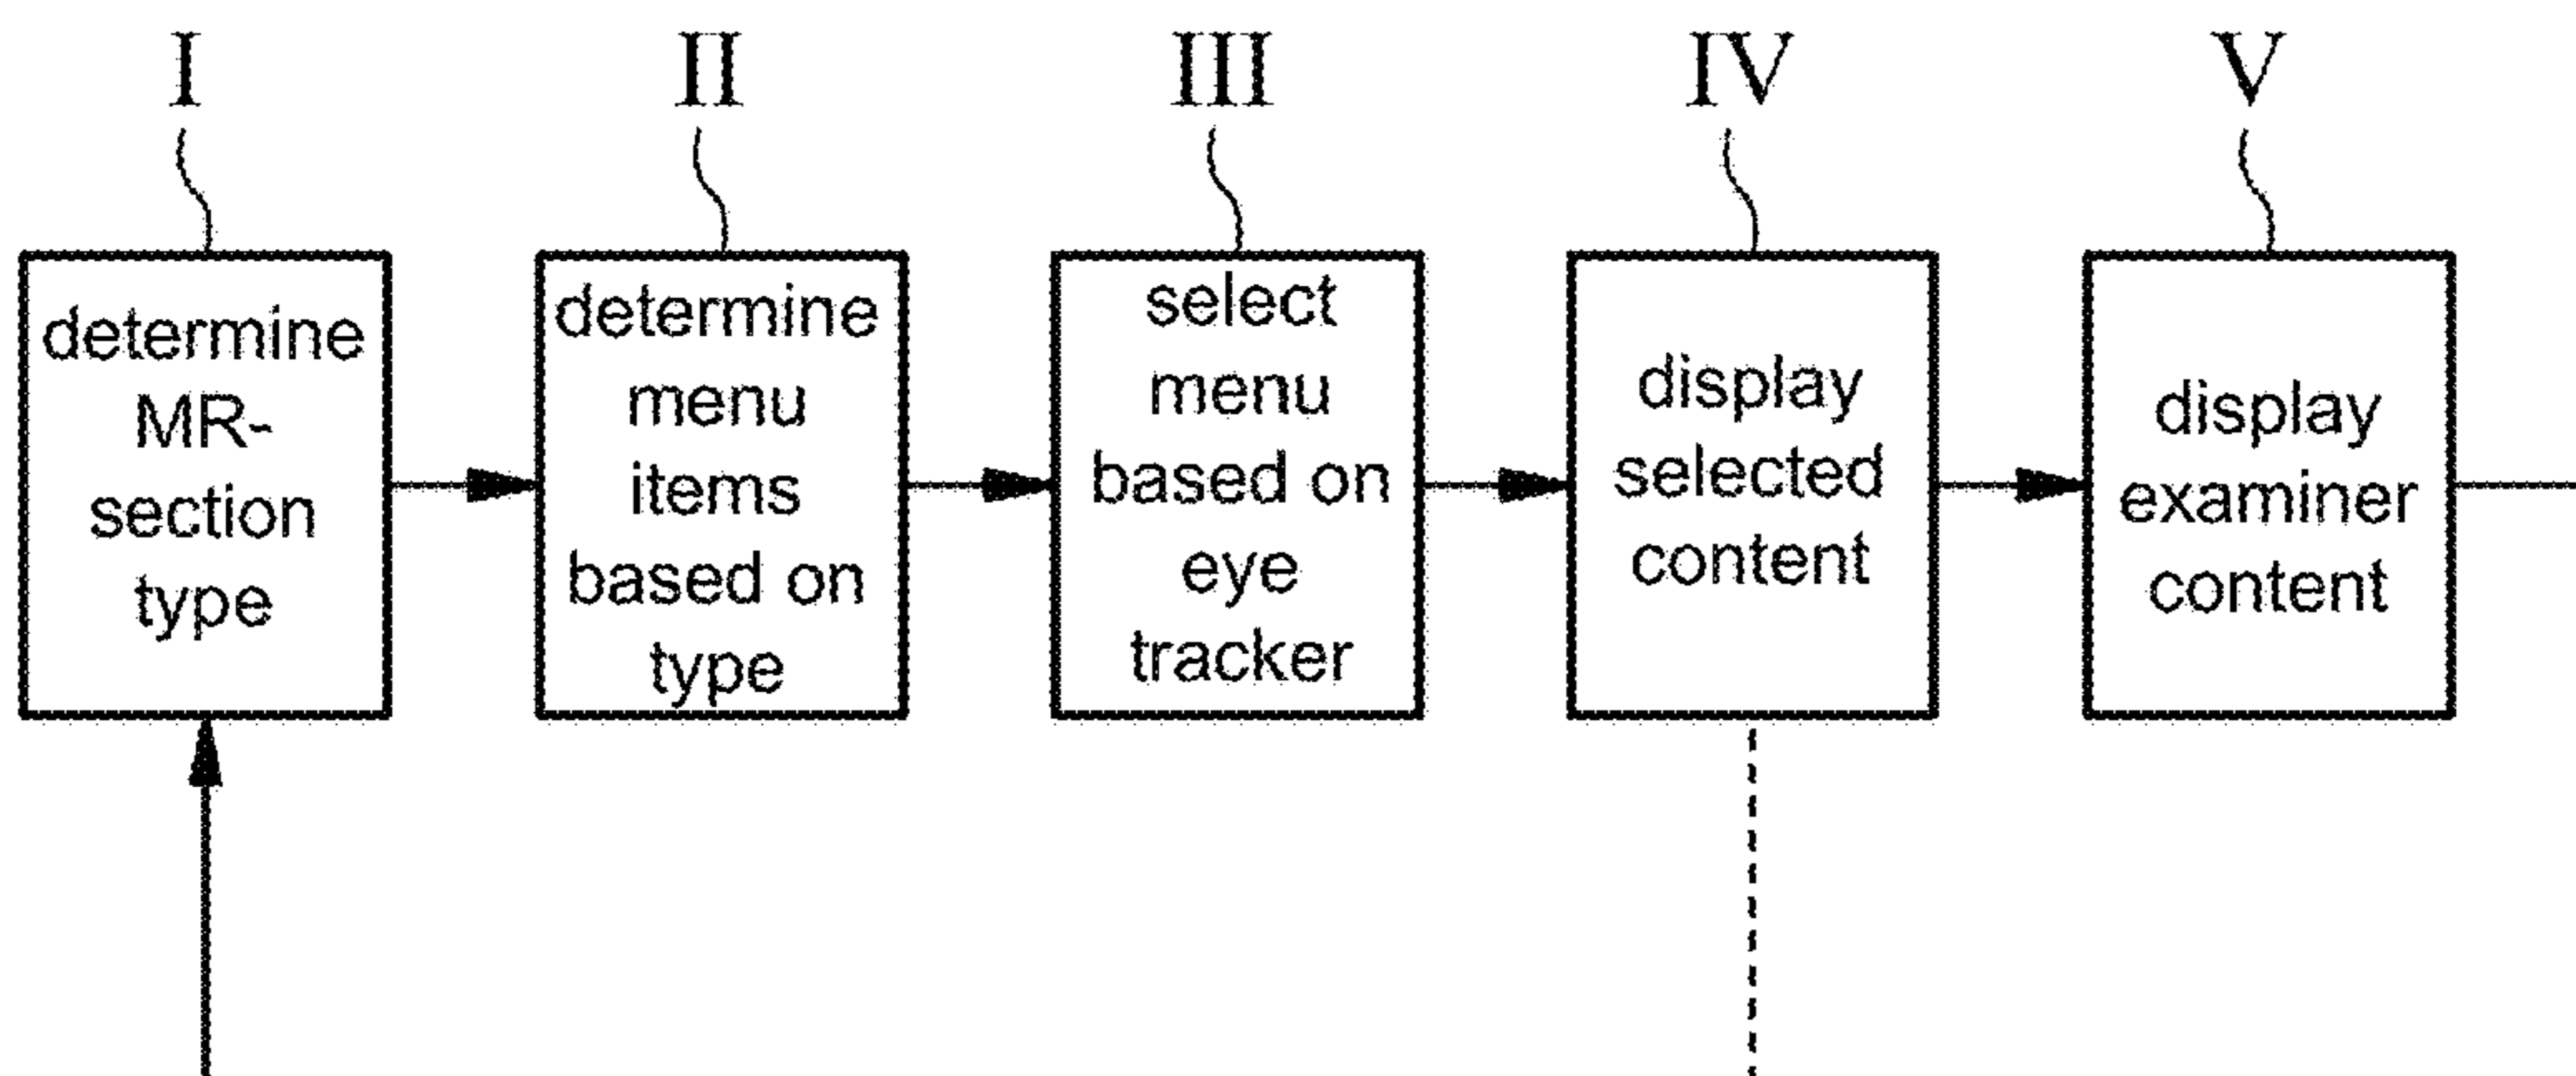 I
II
III
IV
V
determine
MR-
section
type
determine
menu
items
based on
type
select
menu
based on
eye
tracker
display
selected
content
display
examiner
content